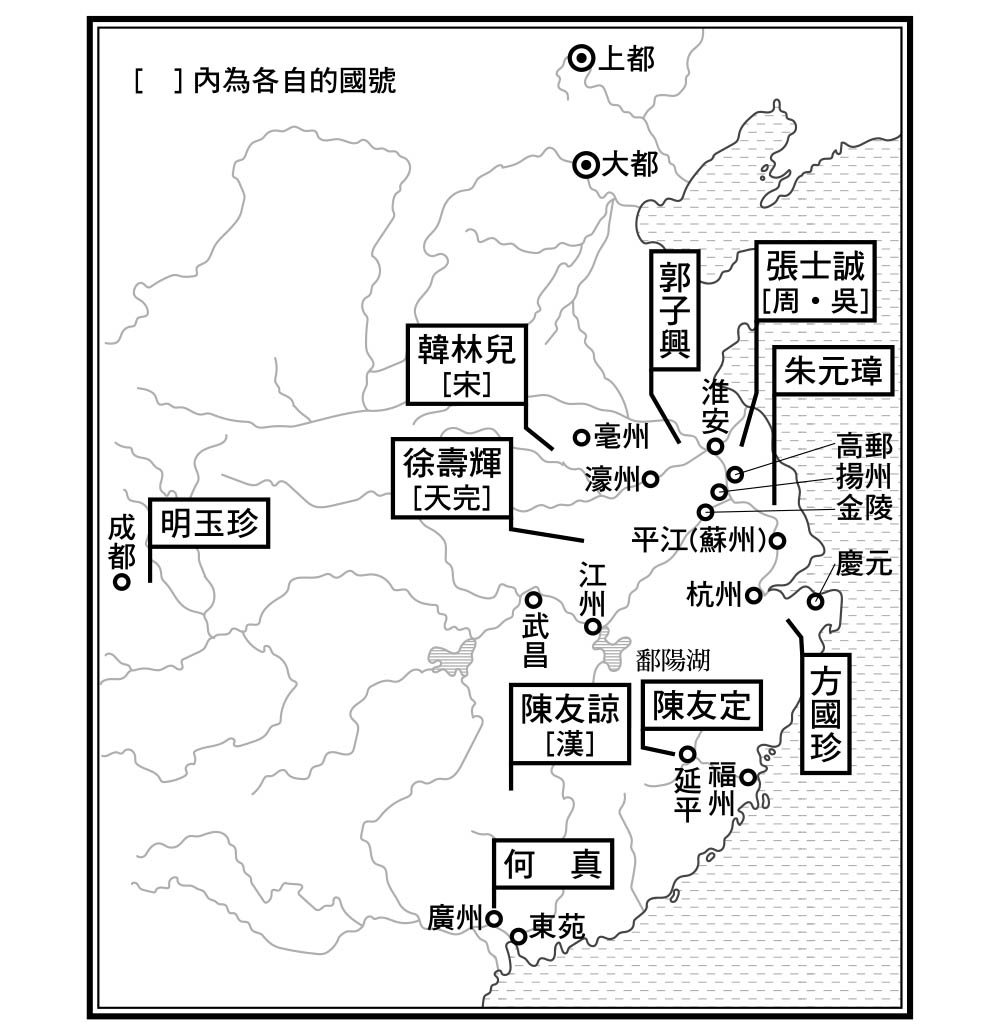 [ ]內為各自的國號
上都
大都
郭子興
張士誠
[周・吳]
韓林兒
[宋]
朱元璋
淮安
亳州
濠州
高郵
揚州
金陵
徐壽輝
[天完]
明玉珍
成都
平江(蘇州)
慶元
杭州
江州
武昌
鄱陽湖
方國珍
陳友諒
[漢]
陳友定
延平
福州
何 真
廣州
東苑